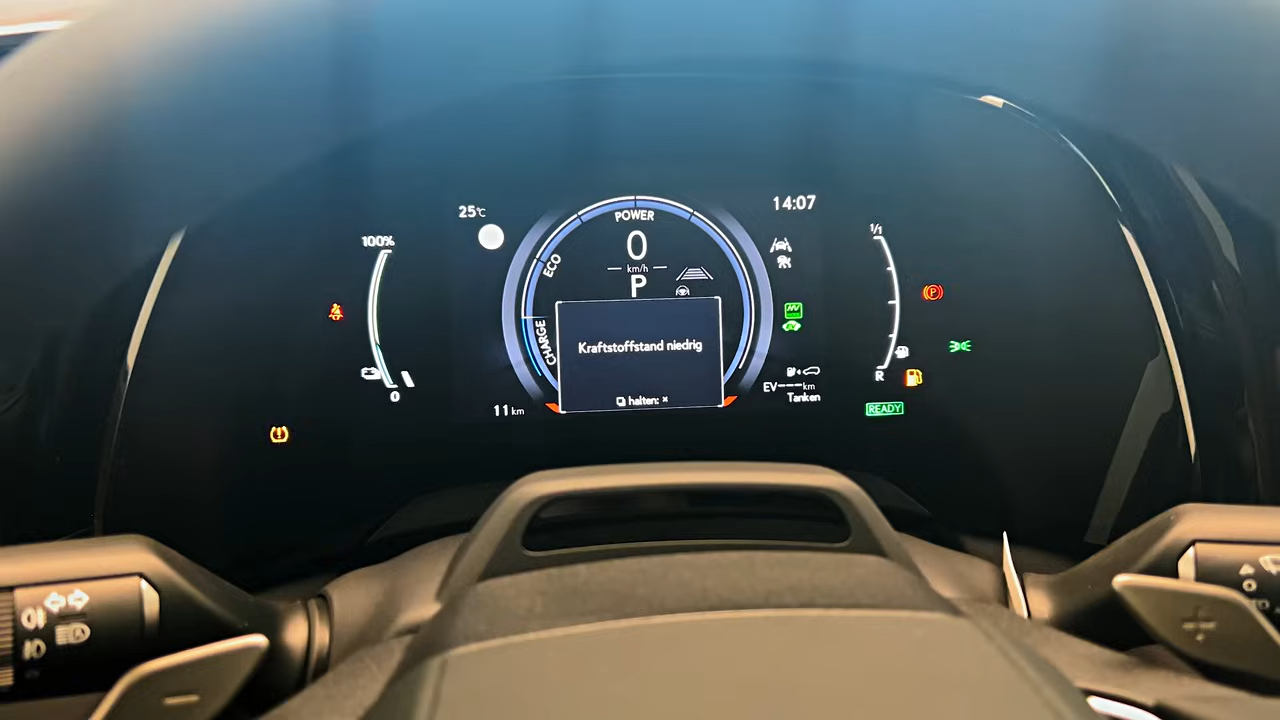 25°C
14:07
POWER
100%
1/1
0
ECO
km/h
P
CHARGE
Kraftstoffstand niedrig
EV---km
R
halten:
Tanken
0
11 km
READY